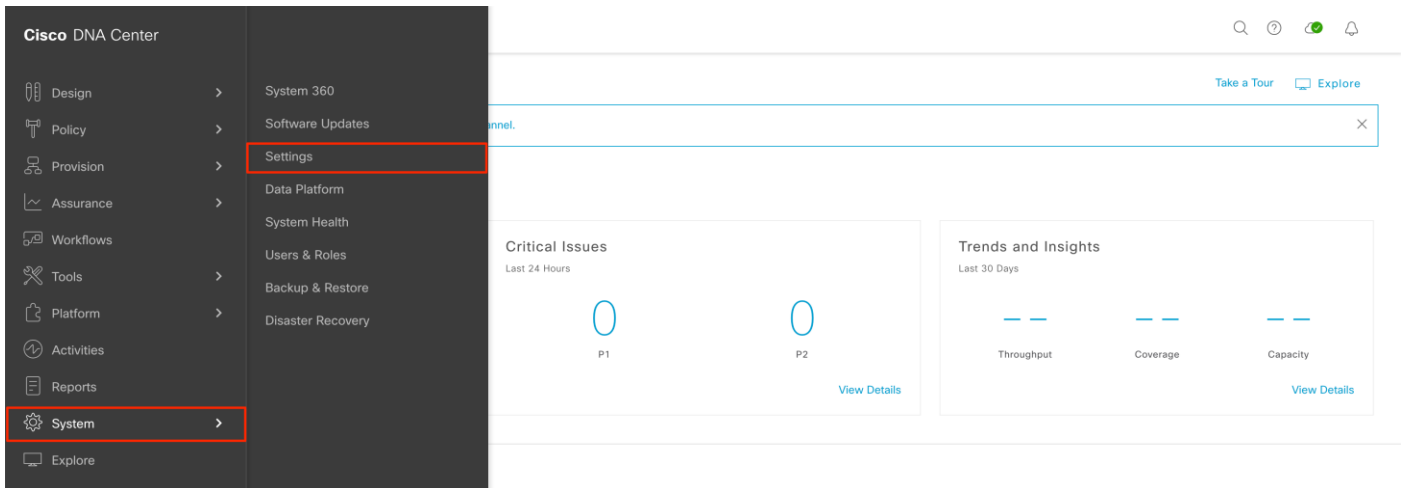 Cisco DNA Center
Design
Policy
Provision
Assurance
Workflows
Tools
Platform
Activities
Reports
System
Explore
System 360
Software Updates
Settings
Data Platform
System Health
Users & Roles
Backup & Restore
Disaster Recovery
Take a Tour
Explore
Critical Issues
Last 24 Hours
0
P1
0
P2
View Details
Trends and Insights
Last 30 Days
-- -- --
Throughput Coverage Capacity
View Details